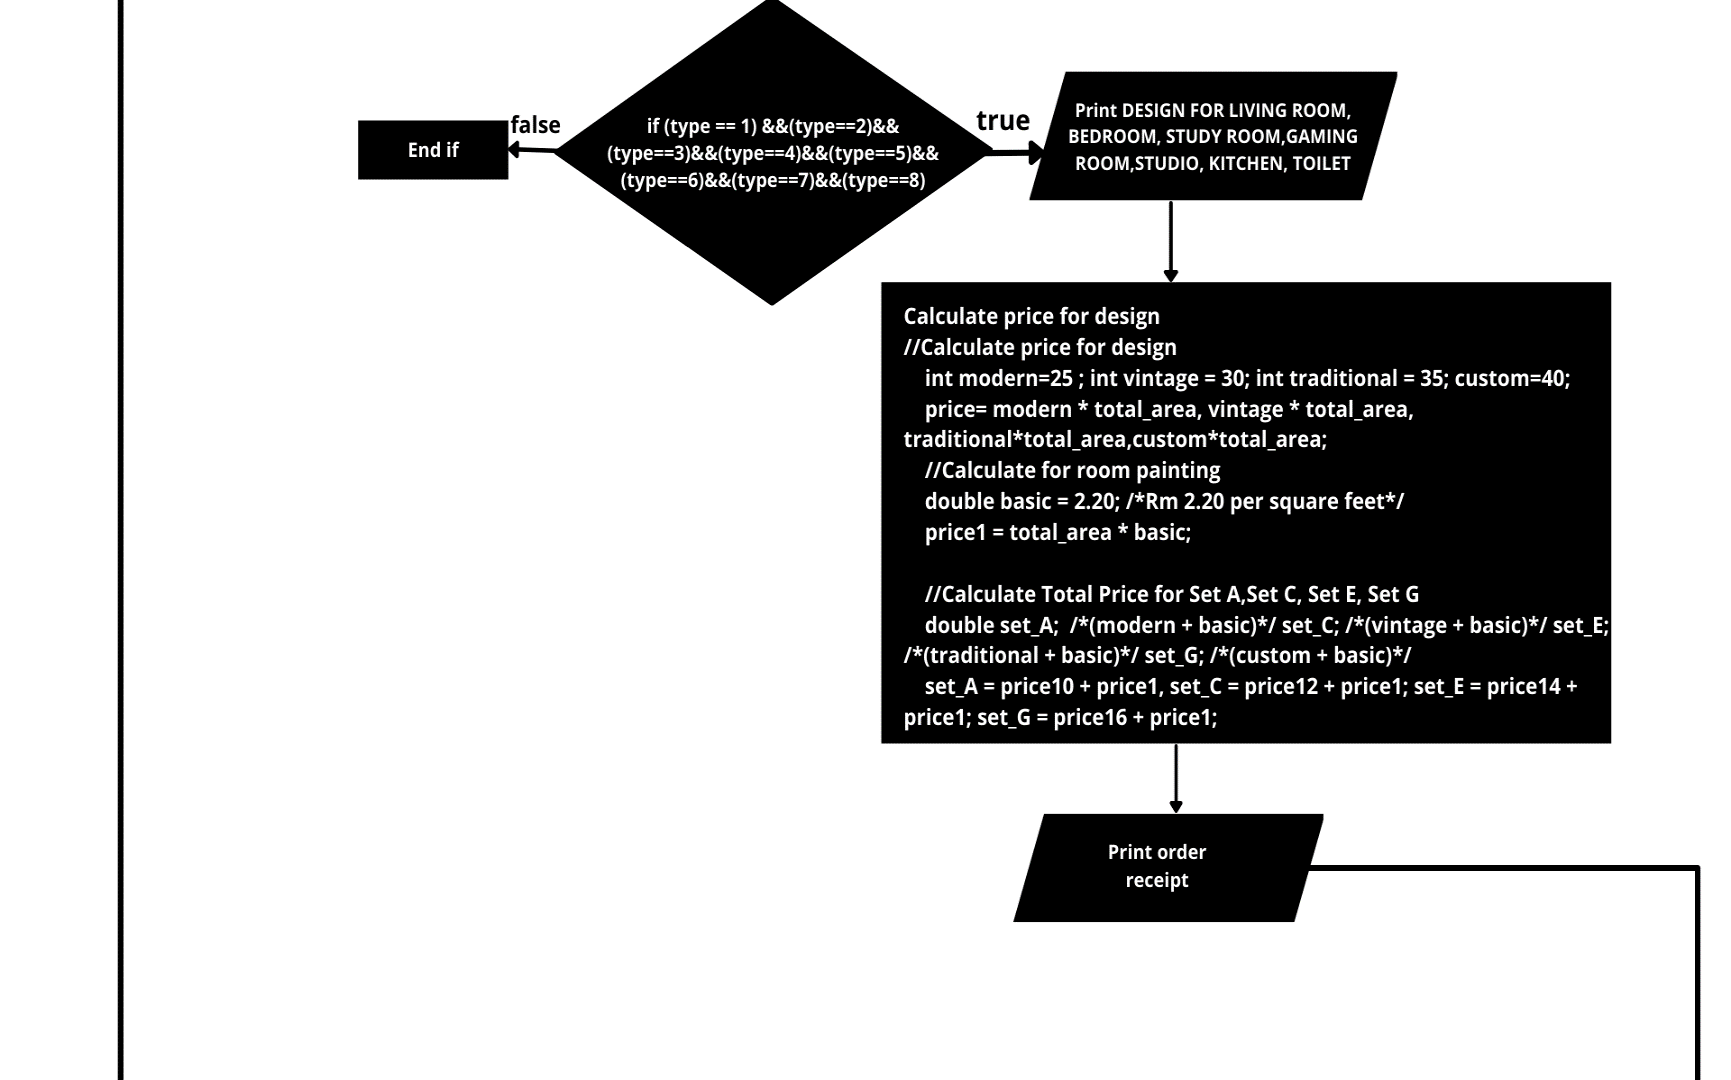 false
true
End if
if (type == 1) &&(type==2)&&
(type==3)&&(type==4)&&(type==5)&&
(type==6)&&(type==7)&&(type==8)
Print DESIGN FOR LIVING ROOM,
BEDROOM, STUDY ROOM,GAMING
ROOM,STUDIO, KITCHEN, TOILET
Calculate price for design
//Calculate price for design
int modern=25 ; int vintage = 30; int traditional = 35; custom=40;
price= modern * total_area, vintage * total_area,
traditional*total_area,custom*total_area;
//Calculate for room painting
double basic = 2.20; /*Rm 2.20 per square feet*/
price1 = total_area * basic;
//Calculate Total Price for Set A,Set C, Set E, Set G
double set_A;  /*(modern + basic)*/ set_C; /*(vintage + basic)*/ set_E;
/*(traditional + basic)*/ set_G; /*(custom + basic)*/
set_A = price10 + price1, set_C = price12 + price1; set_E = price14 +
price1; set_G = price16 + price1;
Print order
receipt